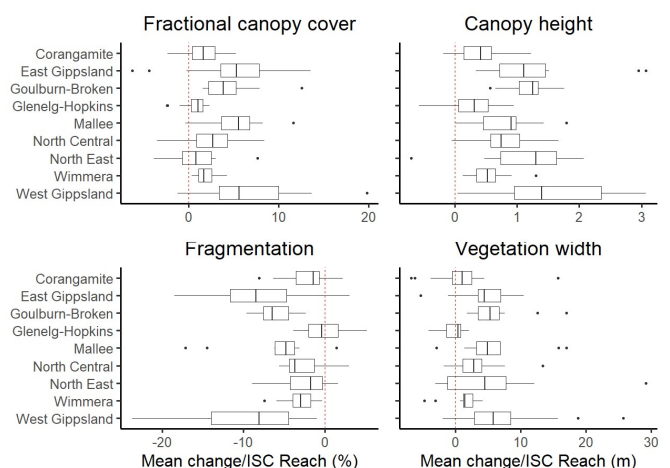 Fractional canopy cover
Canopy height
Corangamite
East Gippsland
Goulburn-Broken
Glenelg-Hopkins
Mallee
North Central
North East
Wimmera
West Gippsland
0 10 20
0 1 2 3
Fragmentation
Vegetation width
Corangamite
East Gippsland
Goulburn-Broken
Glenelg-Hopkins
Mallee
North Central
North East
Wimmera
West Gippsland
-20 -10 0
0 10 20 30
Mean change/ISC Reach (%)
Mean change/ISC Reach (m)